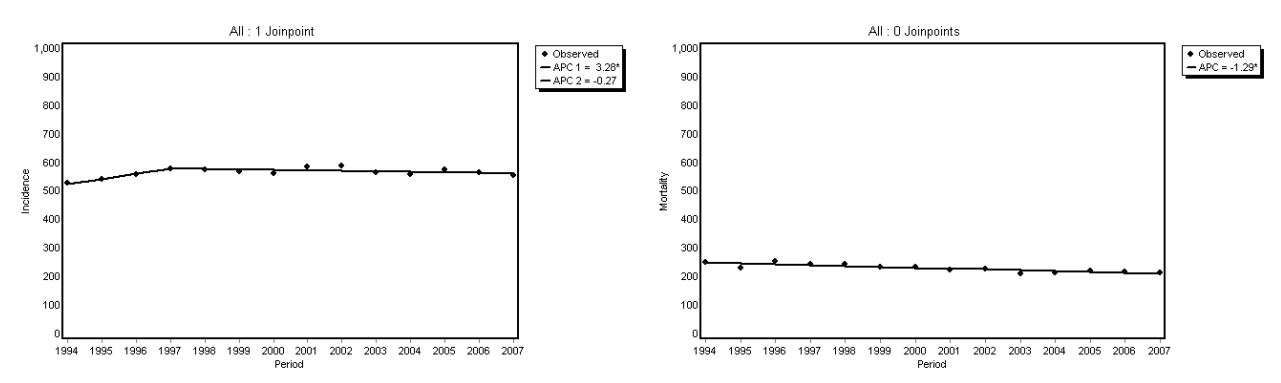 All : 1 Joinpoint
1,000
900
800
700
600
500
400
300
200
100
0
Incidence
1994 1995 1996 1997 1998 1999 2000 2001 2002 2003 2004 2005 2006 2007
Period
Observed
APC 1 = 3.28*
APC 2 = -0.27
All : 0 Joinpoints
1,000
900
800
700
600
500
400
300
200
100
0
Mortality
1994 1995 1996 1997 1998 1999 2000 2001 2002 2003 2004 2005 2006 2007
Period
Observed
APC = -1.29*